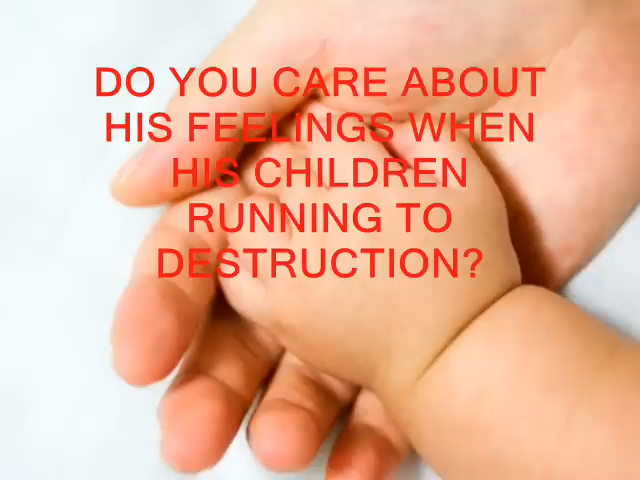 DO YOU CARE ABOUT
HIS FEELINGS WHEN
HIS CHILDREN
RUNNING TO
DESTRUCTION?